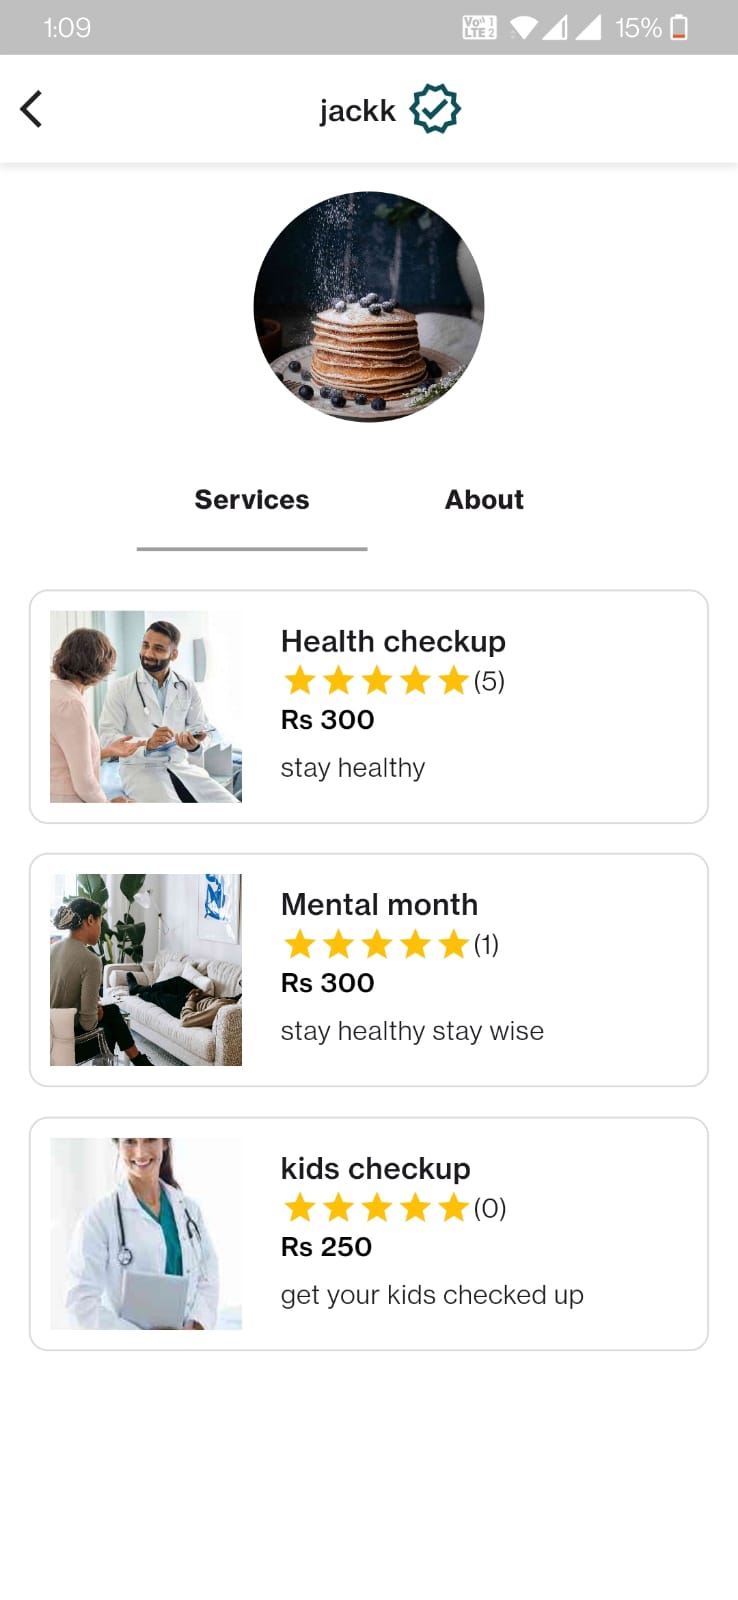 1:09
Vo 1
LTE 2
15%
jackk
Services
About
Health checkup
(5)
Rs 300
stay healthy
Mental month
(1)
Rs 300
stay healthy stay wise
kids checkup
(0)
Rs 250
get your kids checked up